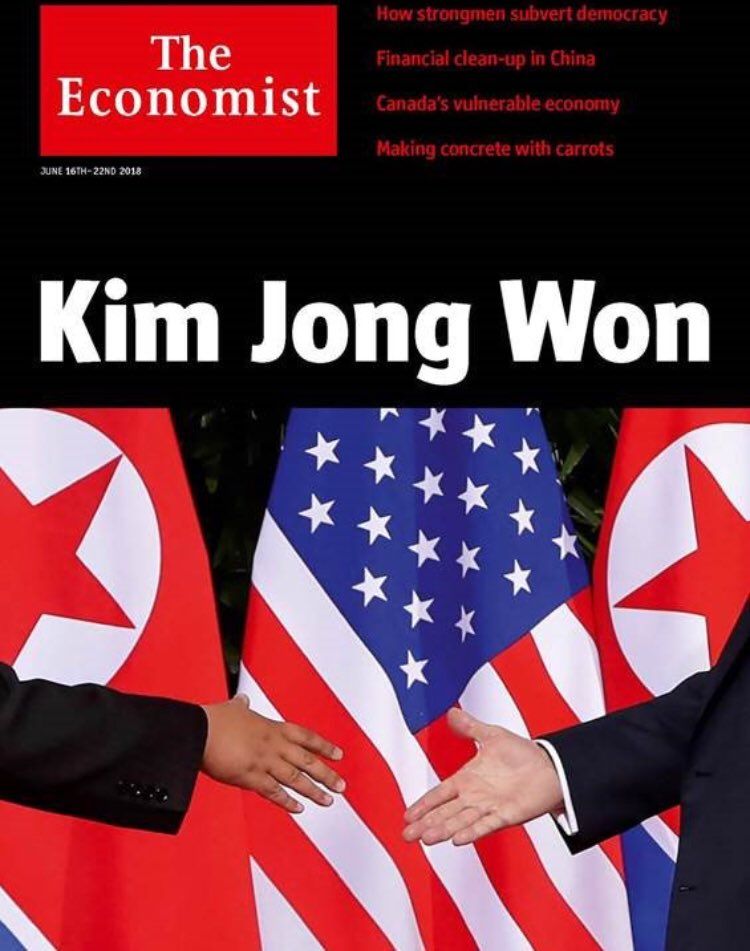 The
Economist
JUNE 16TH–22ND 2018
How strongmen subvert democracy
Financial clean-up in China
Canada's vulnerable economy
Making concrete with carrots
Kim Jong Won